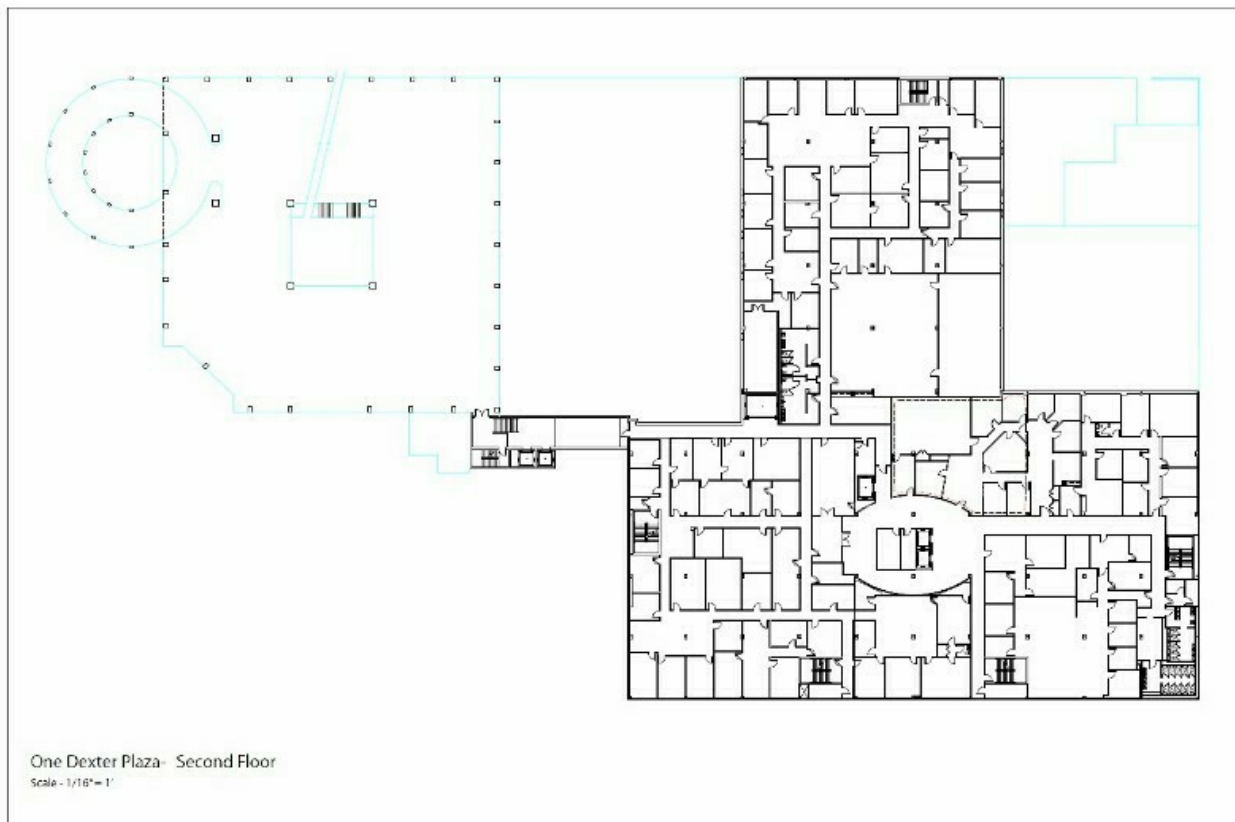 One Dexter Plaza- Second Floor
Scale - 1/16"= 1'